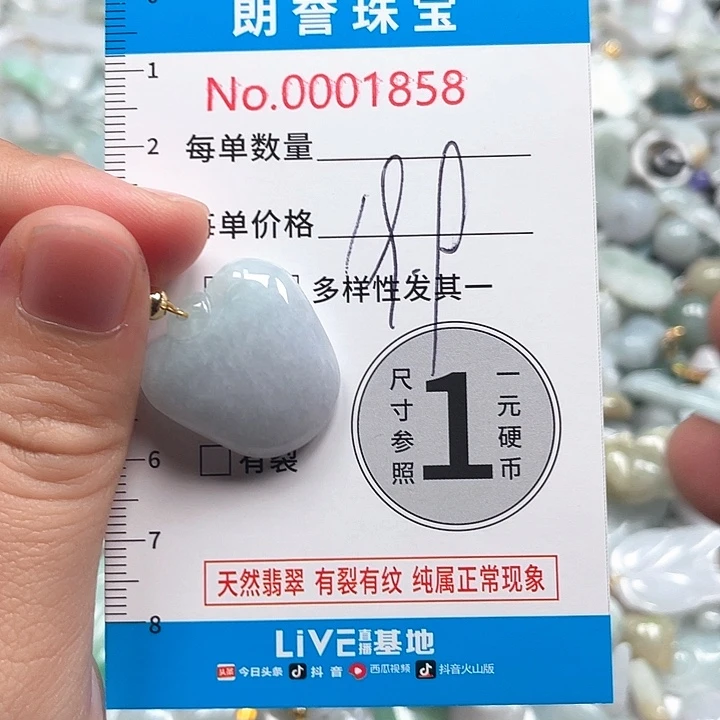 朗誉珠宝
1
No.0001858
2
每单数量
每单价格
多样性发其一
尺寸参照
1
一元硬币
6
有裂
7
天然翡翠 有裂有纹 纯属正常现象
8
LiVE直播基地
头条 今日头条 抖音 西瓜视频 抖音火山版